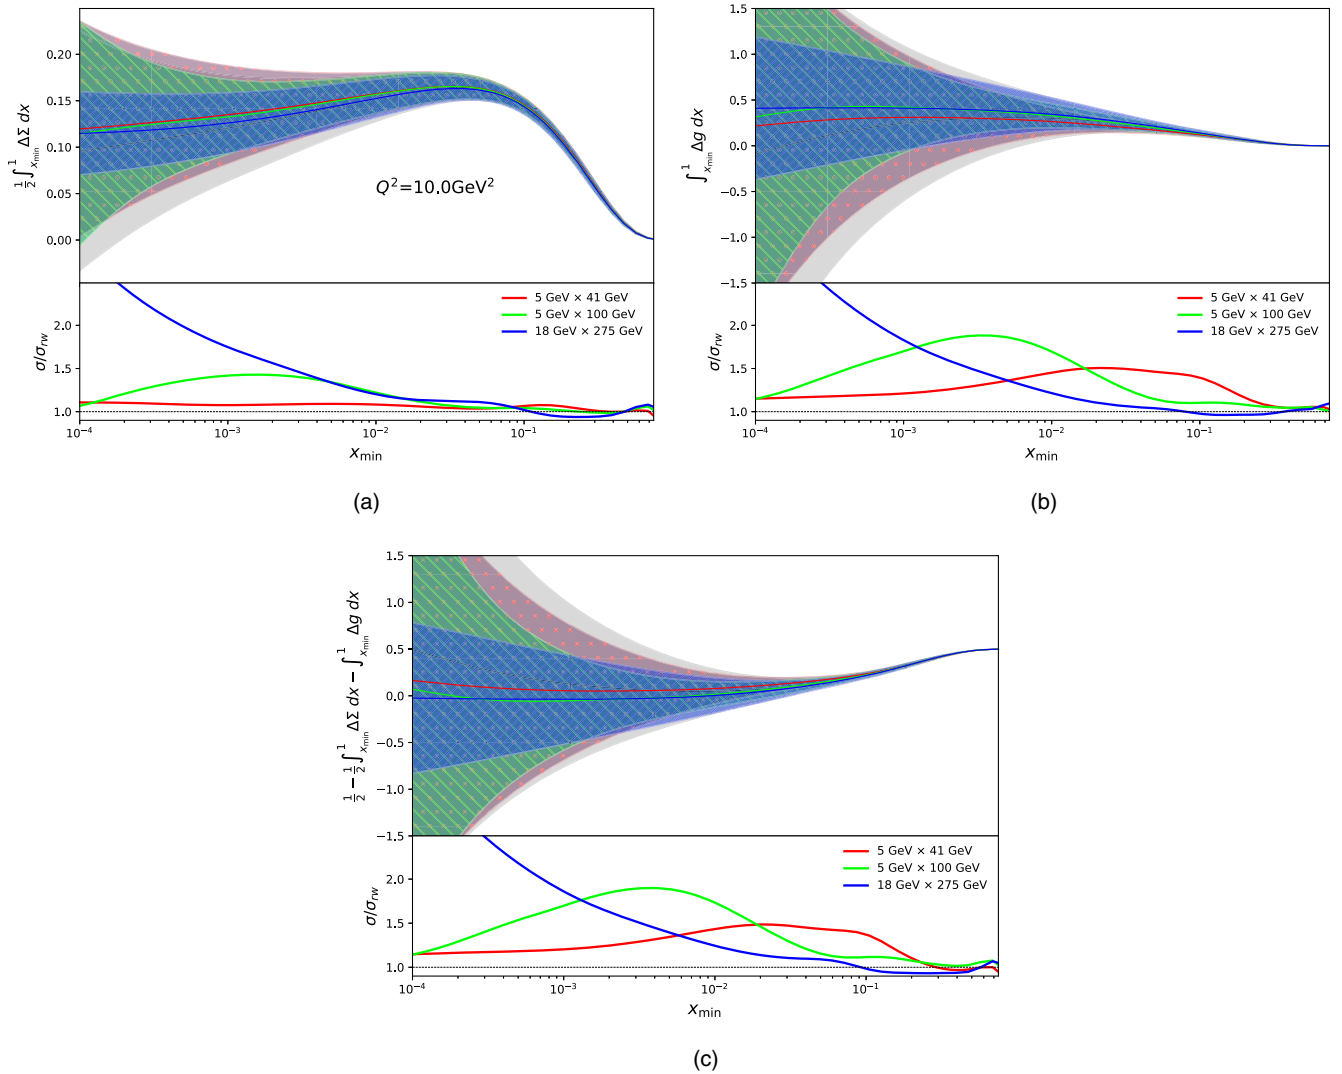 0.20
0.15
0.10
0.05
0.00
½∫¹ₓₘᵢₙ ΔΣ dx
Q²=10.0GeV²
2.0
1.5
1.0
σ/σ_rw
5 GeV × 41 GeV
5 GeV × 100 GeV
18 GeV × 275 GeV
10⁻⁴ 10⁻³ 10⁻² 10⁻¹
x_min
(a)
1.5
1.0
0.5
0.0
−0.5
−1.0
−1.5
∫¹ₓₘᵢₙ Δg dx
2.0
1.5
1.0
σ/σ_rw
5 GeV × 41 GeV
5 GeV × 100 GeV
18 GeV × 275 GeV
10⁻⁴ 10⁻³ 10⁻² 10⁻¹
x_min
(b)
1.5
1.0
0.5
0.0
−0.5
−1.0
−1.5
½ − ½∫¹ₓₘᵢₙ ΔΣ dx − ∫¹ₓₘᵢₙ Δg dx
2.0
1.5
1.0
σ/σ_rw
5 GeV × 41 GeV
5 GeV × 100 GeV
18 GeV × 275 GeV
10⁻⁴ 10⁻³ 10⁻² 10⁻¹
x_min
(c)